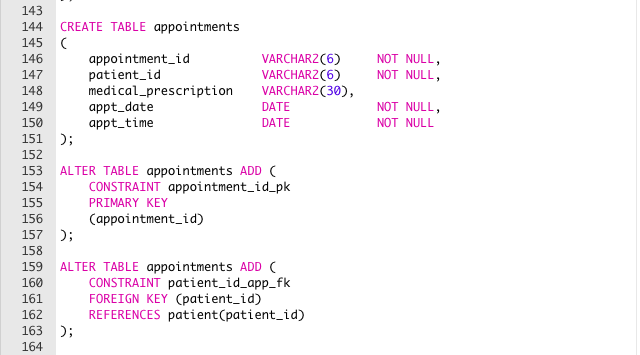 143
144 CREATE TABLE appointments
145 (
146     appointment_id          VARCHAR2(6)     NOT NULL,
147     patient_id              VARCHAR2(6)     NOT NULL,
148     medical_prescription    VARCHAR2(30),
149     appt_date               DATE            NOT NULL,
150     appt_time               DATE            NOT NULL
151 );
152
153 ALTER TABLE appointments ADD (
154     CONSTRAINT appointment_id_pk
155     PRIMARY KEY
156     (appointment_id)
157 );
158
159 ALTER TABLE appointments ADD (
160     CONSTRAINT patient_id_app_fk
161     FOREIGN KEY (patient_id)
162     REFERENCES patient(patient_id)
163 );
164